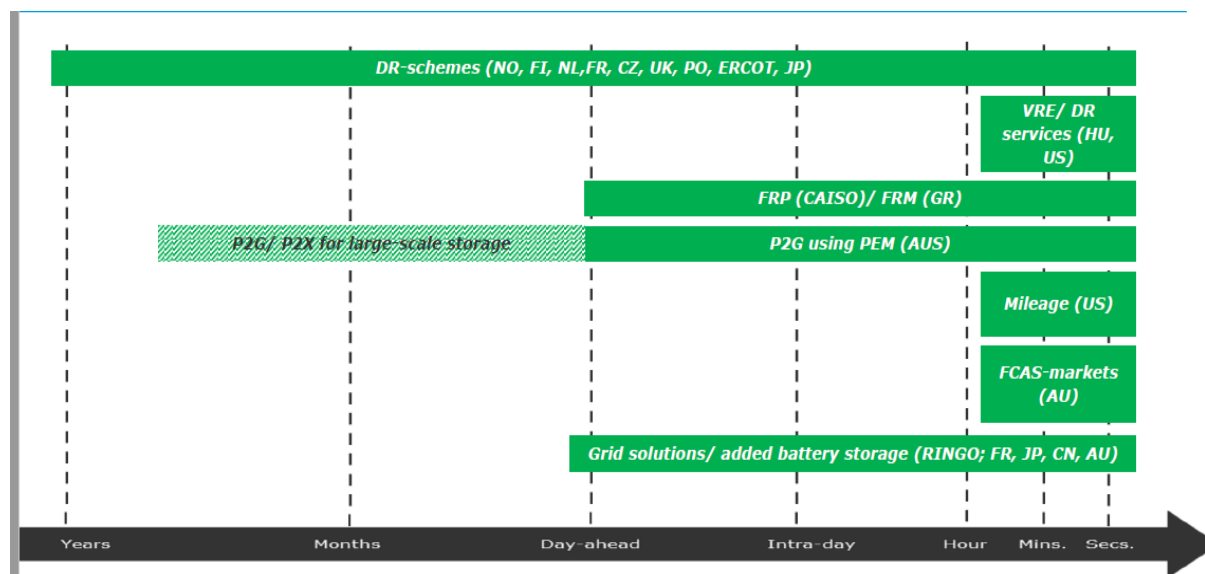 DR-schemes (NO, FI, NL,FR, CZ, UK, PO, ERCOT, JP)
VRE/ DR
services (HU,
US)
FRP (CAISO)/ FRM (GR)
P2G/ P2X for large-scale storage
P2G using PEM (AUS)
Mileage (US)
FCAS-markets
(AU)
Grid solutions/ added battery storage (RINGO; FR, JP, CN, AU)
Years Months Day-ahead Intra-day Hour Mins. Secs.